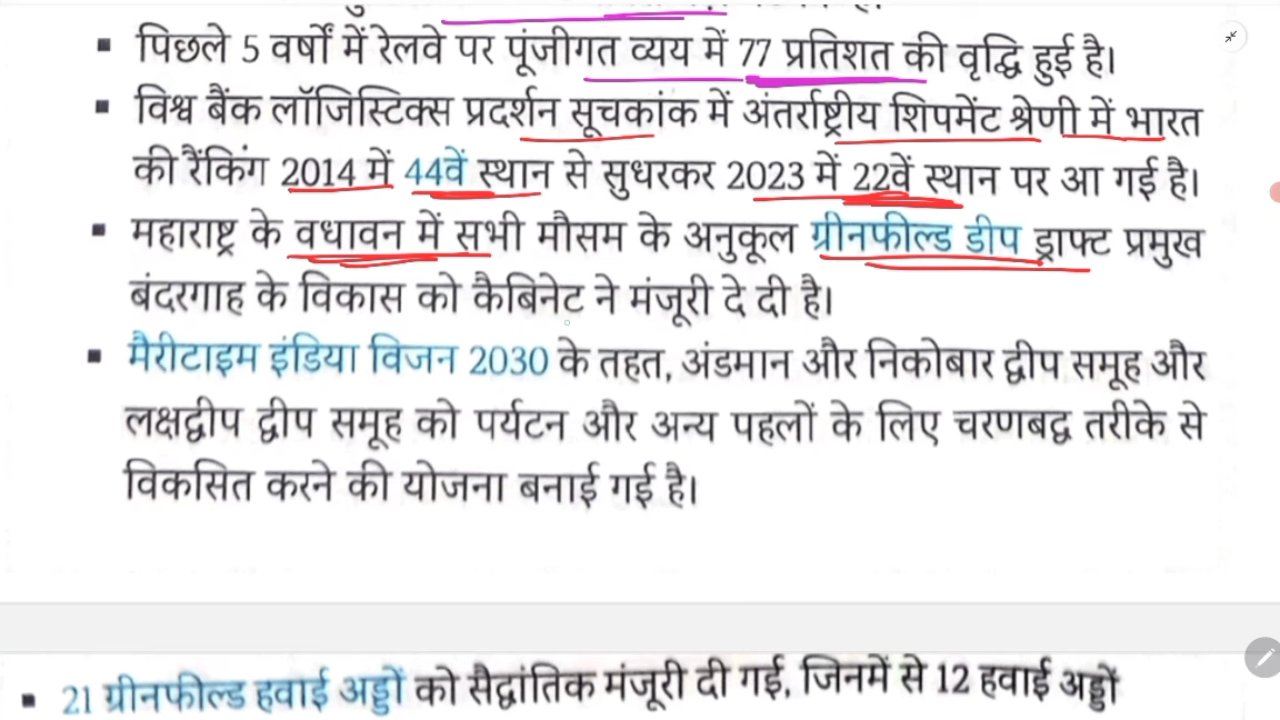 ▪ पिछले 5 वर्षों में रेलवे पर पूंजीगत व्यय में 77 प्रतिशत की वृद्धि हुई है।
▪ विश्व बैंक लॉजिस्टिक्स प्रदर्शन सूचकांक में अंतर्राष्ट्रीय शिपमेंट श्रेणी में भारत
की रैंकिंग 2014 में 44वें स्थान से सुधरकर 2023 में 22वें स्थान पर आ गई है।
▪ महाराष्ट्र के वधावन में सभी मौसम के अनुकूल ग्रीनफील्ड डीप ड्राफ्ट प्रमुख
बंदरगाह के विकास को कैबिनेट ने मंजूरी दे दी है।
▪ मैरीटाइम इंडिया विजन 2030 के तहत, अंडमान और निकोबार द्वीप समूह और
लक्षद्वीप द्वीप समूह को पर्यटन और अन्य पहलों के लिए चरणबद्ध तरीके से
विकसित करने की योजना बनाई गई है।
▪ 21 ग्रीनफील्ड हवाई अड्डों को सैद्धांतिक मंजूरी दी गई, जिनमें से 12 हवाई अड्डों